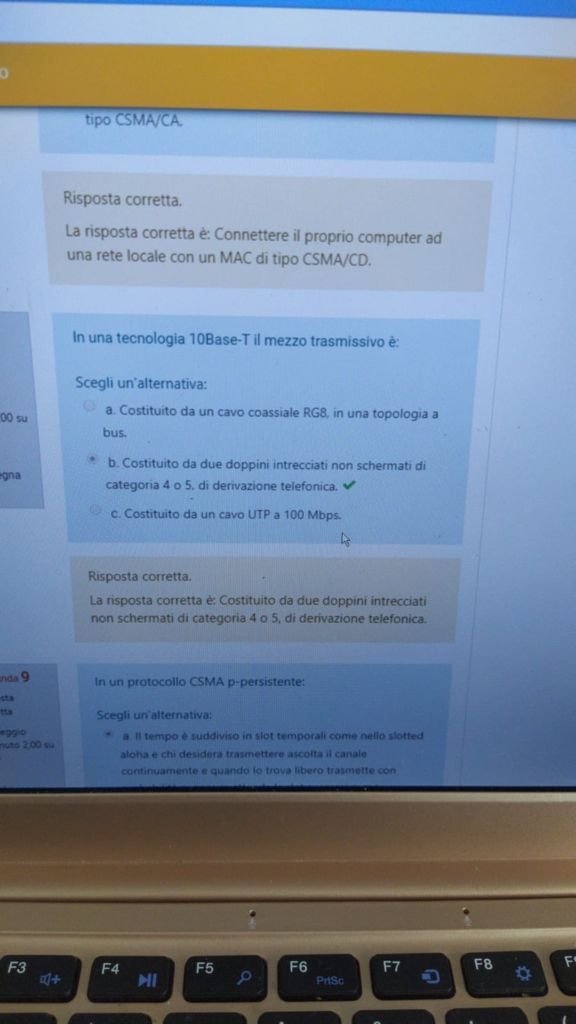 o
tipo CSMA/CA.
Risposta corretta.
La risposta corretta è: Connettere il proprio computer ad
una rete locale con un MAC di tipo CSMA/CD.
In una tecnologia 10Base-T il mezzo trasmissivo è:
Scegli un'alternativa:
a. Costituito da un cavo coassiale RG8, in una topologia a
bus.
b. Costituito da due doppini intrecciati non schermati di
categoria 4 o 5, di derivazione telefonica.
c. Costituito da un cavo UTP a 100 Mbps.
00 su
egna
Risposta corretta.
La risposta corretta è: Costituito da due doppini intrecciati
non schermati di categoria 4 o 5, di derivazione telefonica.
nda 9
sta
tta
eggio
nuto 2,00 su
In un protocollo CSMA p-persistente:
Scegli un'alternativa:
a. Il tempo è suddiviso in slot temporali come nello slotted
aloha e chi desidera trasmettere ascolta il canale
continuamente e quando lo trova libero trasmette con
F3
F4
F5
F6
PrtSc
F7
F8